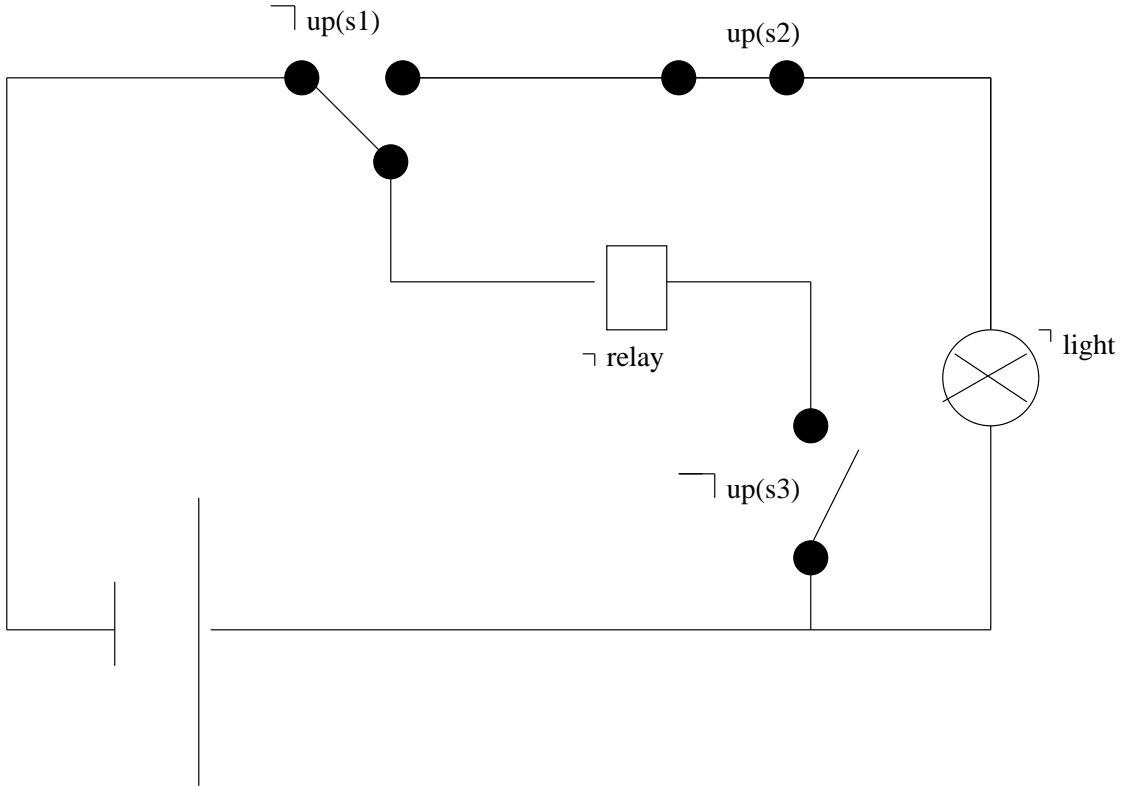 ¬ up(s1)
up(s2)
¬ light
¬ relay
¬ up(s3)